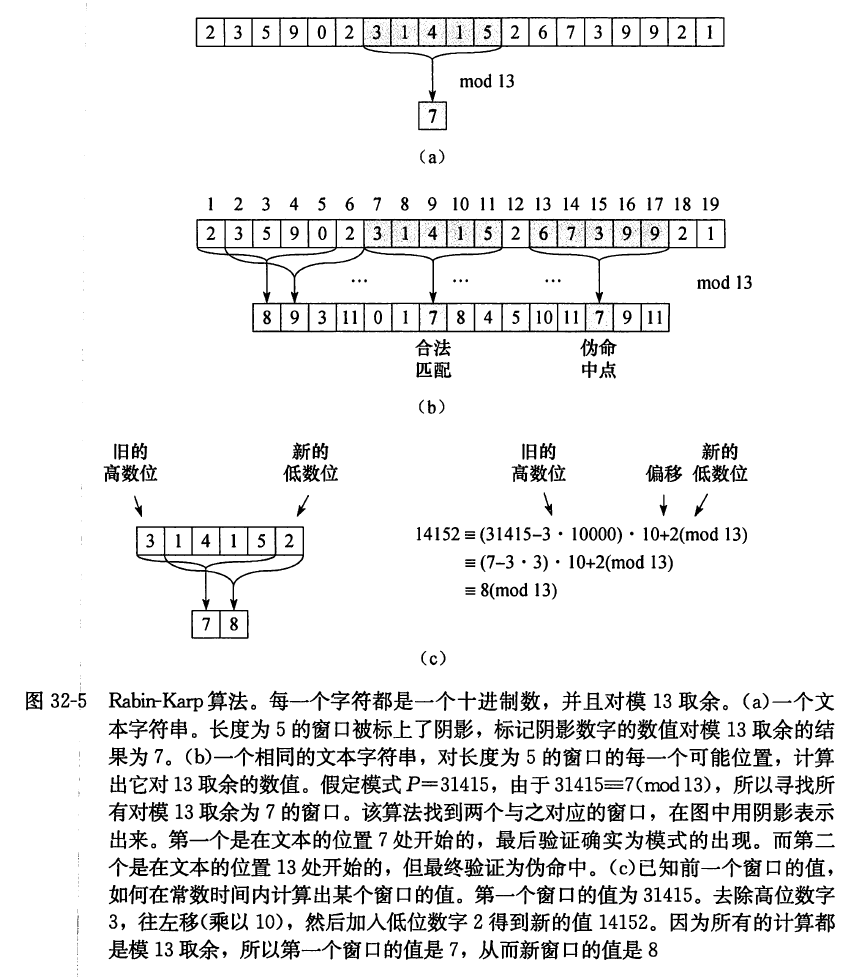 2 3 5 9 0 2 3 1 4 1 5 2 6 7 3 9 9 2 1
mod 13
7
(a)
1 2 3 4 5 6 7 8 9 10 11 12 13 14 15 16 17 18 19
2 3 5 9 0 2 3 1 4 1 5 2 6 7 3 9 9 2 1
… … …
mod 13
8 9 3 11 0 1 7 8 4 5 10 11 7 9 11
合法 伪命
匹配 中点
(b)
旧的 新的
高数位 低数位
3 1 4 1 5 2
7 8
旧的 新的
高数位 偏移 低数位
14152≡(31415−3·10000)·10+2(mod 13)
≡(7−3·3)·10+2(mod 13)
≡8(mod 13)
(c)
图 32-5 Rabin-Karp 算法。每一个字符都是一个十进制数，并且对模 13 取余。(a)一个文
本字符串。长度为 5 的窗口被标上了阴影，标记阴影数字的数值对模 13 取余的结
果为 7。(b)一个相同的文本字符串，对长度为 5 的窗口的每一个可能位置，计算
出它对 13 取余的数值。假定模式 P=31415，由于 31415≡7(mod 13)，所以寻找所
有对模 13 取余为 7 的窗口。该算法找到两个与之对应的窗口，在图中用阴影表示
出来。第一个是在文本的位置 7 处开始的，最后验证确实为模式的出现。而第二
个是在文本的位置 13 处开始的，但最终验证为伪命中。(c)已知前一个窗口的值，
如何在常数时间内计算出某个窗口的值。第一个窗口的值为 31415。去除高位数字
3，往左移(乘以 10)，然后加入低位数字 2 得到新的值 14152。因为所有的计算都
是模 13 取余，所以第一个窗口的值是 7，从而新窗口的值是 8